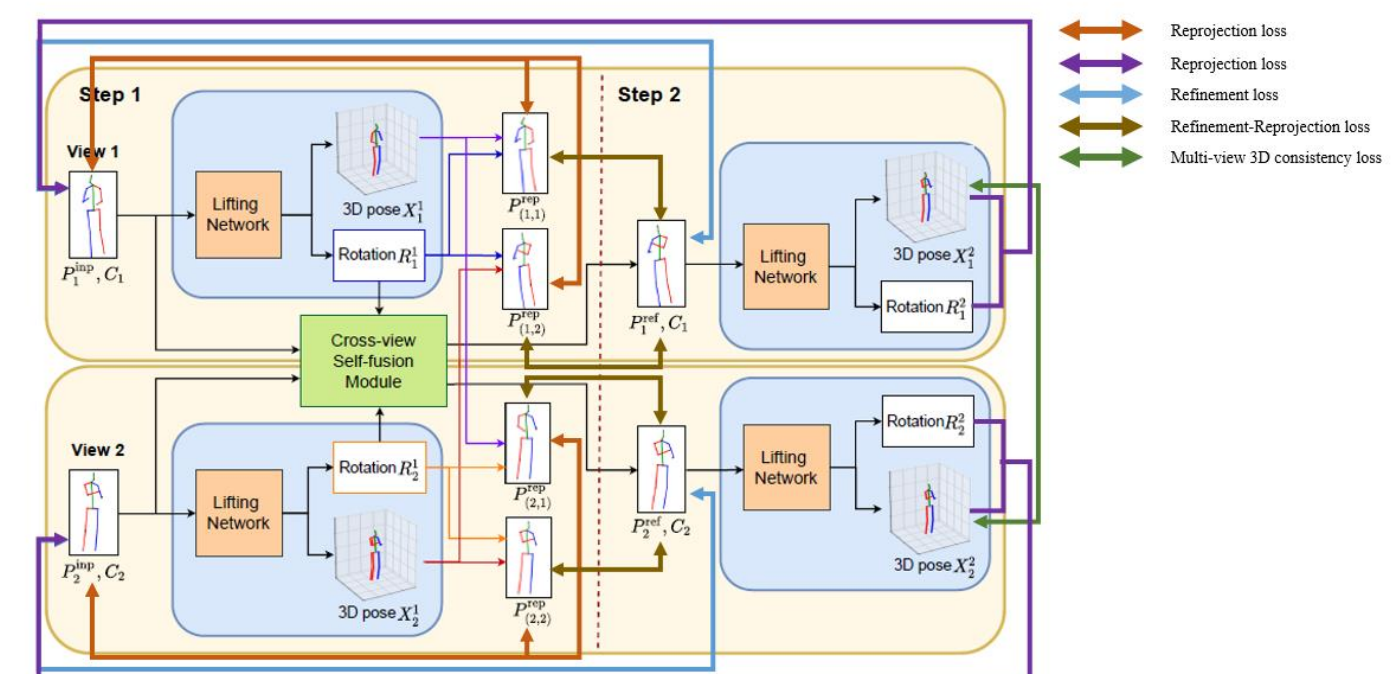 Step 1
Step 2
View 1
P_1^{inp}, C_1
Lifting
Network
3D pose X_1^1
Rotation R_1^1
P_{(1,1)}^{rep}
P_{(1,2)}^{rep}
P_1^{ref}, C_1
Lifting
Network
3D pose X_1^2
Rotation R_1^2
Cross-view
Self-fusion
Module
View 2
P_2^{inp}, C_2
Lifting
Network
Rotation R_2^1
3D pose X_2^1
P_{(2,1)}^{rep}
P_{(2,2)}^{rep}
P_2^{ref}, C_2
Lifting
Network
Rotation R_2^2
3D pose X_2^2
Reprojection loss
Reprojection loss
Refinement loss
Refinement-Reprojection loss
Multi-view 3D consistency loss